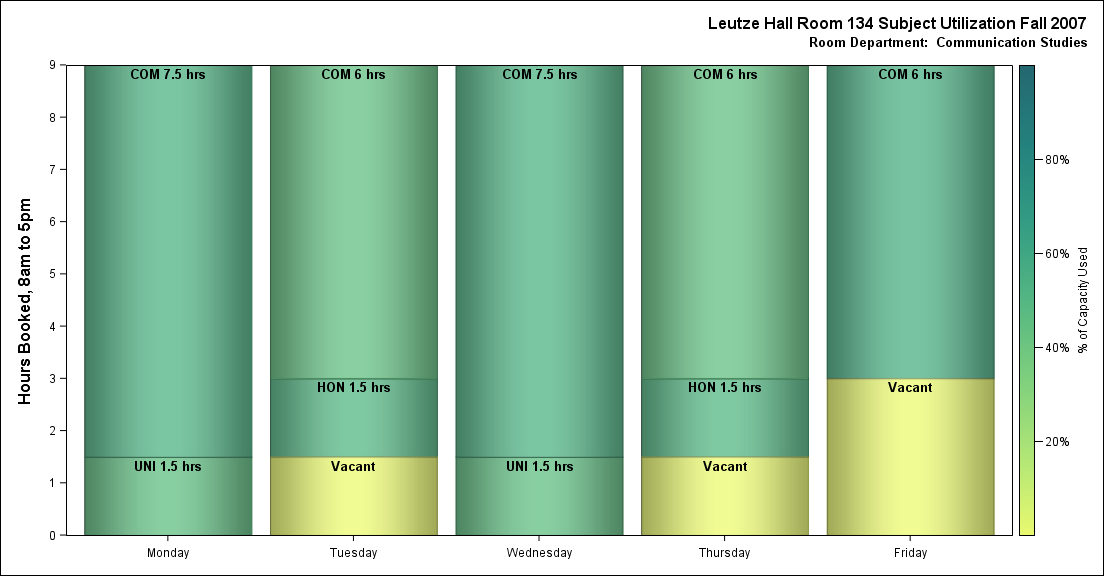 Leutze Hall Room 134 Subject Utilization Fall 2007
Room Department:  Communication Studies
Hours Booked, 8am to 5pm
9
8
7
6
5
4
3
2
1
0
COM 7.5 hrs
UNI 1.5 hrs
COM 6 hrs
HON 1.5 hrs
Vacant
COM 7.5 hrs
UNI 1.5 hrs
COM 6 hrs
HON 1.5 hrs
Vacant
COM 6 hrs
Vacant
Monday
Tuesday
Wednesday
Thursday
Friday
80%
60%
40%
20%
% of Capacity Used